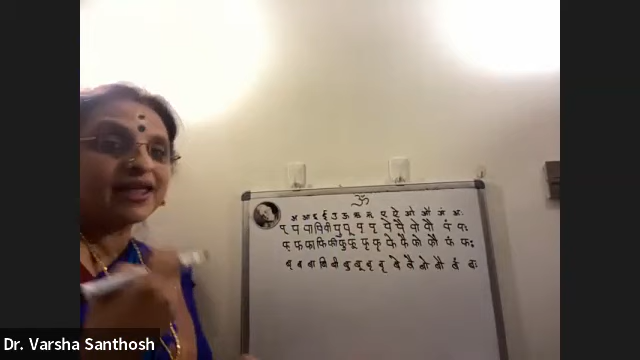 ॐ
अ आ इ ई उ ऊ ऋ ॠ ए ऐ ओ औ अं अः
प् प पा पि पी पु पू पृ पॄ पे पै पो पौ पं पः
फ् फ फा फि फी फु फू फृ फॄ फे फै फो फौ फं फः
ब् ब बा बि बी बु बू बृ बॄ बे बै बो बौ बं बः
Dr. Varsha Santhosh